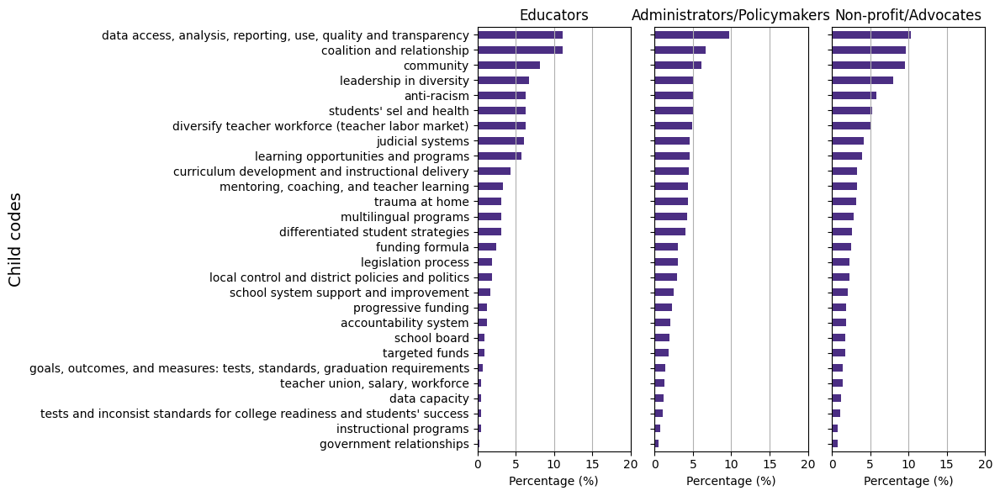 Educators
Administrators/Policymakers
Non-profit/Advocates
Child codes
data access, analysis, reporting, use, quality and transparency
coalition and relationship
community
leadership in diversity
anti-racism
students' sel and health
diversify teacher workforce (teacher labor market)
judicial systems
learning opportunities and programs
curriculum development and instructional delivery
mentoring, coaching, and teacher learning
trauma at home
multilingual programs
differentiated student strategies
funding formula
legislation process
local control and district policies and politics
school system support and improvement
progressive funding
accountability system
school board
targeted funds
goals, outcomes, and measures: tests, standards, graduation requirements
teacher union, salary, workforce
data capacity
tests and inconsist standards for college readiness and students' success
instructional programs
government relationships
0 5 10 15 20
0 5 10 15 20
0 5 10 15 20
Percentage (%)
Percentage (%)
Percentage (%)